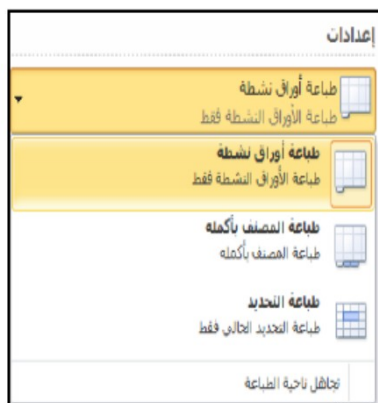 إعدادات
طباعة أوراق نشطة
طباعة الأوراق النشطة فقط
طباعة أوراق نشطة
طباعة الأوراق النشطة فقط
طباعة المصنف بأكمله
طباعة المصنف بأكمله
طباعة التحديد
طباعة التحديد الحالي فقط
تجاهل ناحية الطباعة